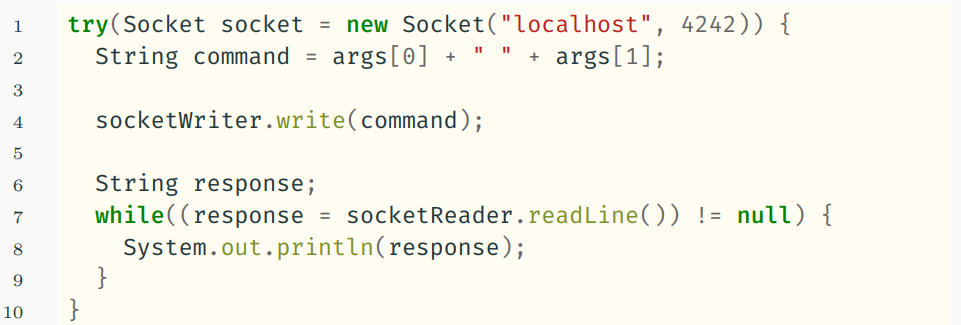 1 try(Socket socket = new Socket("localhost", 4242)) {
2   String command = args[0] + " " + args[1];
3
4   socketWriter.write(command);
5
6   String response;
7   while((response = socketReader.readLine()) != null) {
8     System.out.println(response);
9   }
10 }